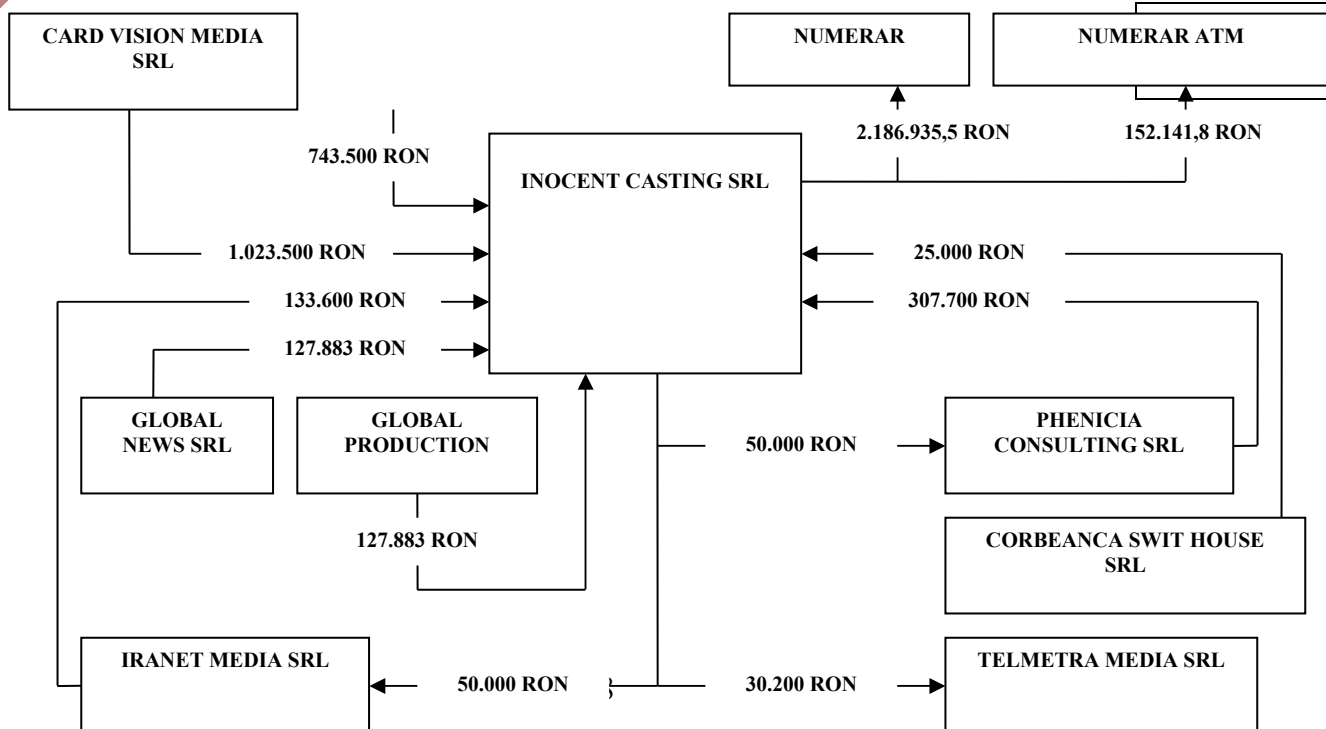 CARD VISION MEDIA
SRL
NUMERAR
NUMERAR ATM
743.500 RON
2.186.935,5 RON
152.141,8 RON
INOCENT CASTING SRL
1.023.500 RON
25.000 RON
133.600 RON
307.700 RON
127.883 RON
GLOBAL
NEWS SRL
GLOBAL
PRODUCTION
50.000 RON
PHENICIA
CONSULTING SRL
127.883 RON
CORBEANCA SWIT HOUSE
SRL
IRANET MEDIA SRL
50.000 RON
30.200 RON
TELMETRA MEDIA SRL